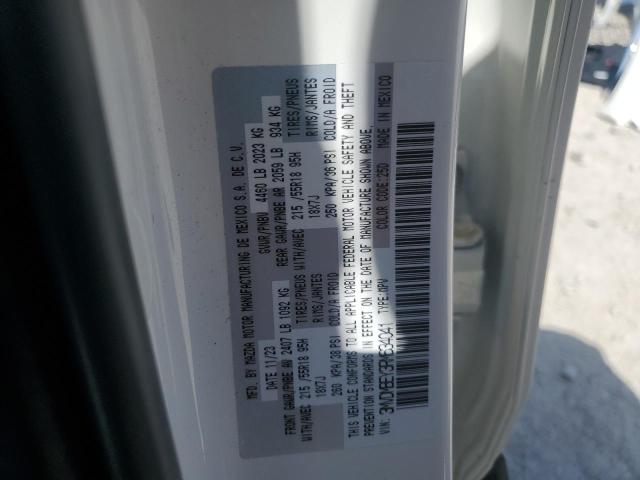 MFD. BY MAZDA MOTOR MANUFACTURING DE MEXICO S.A. DE C.V.
DATE 11/23 GVWR/PNBV 4460 LB 2023 KG
FRONT GAWR/PNBE AV 2407 LB 1092 KG REAR GAWR/PNBE AR 2059 LB 934 KG
WITH/AVEC 215 /55R18 95H TIRES/PNEUS WITH/AVEC 215 /55R18 95H TIRES/PNEUS
18X7J RIMS/JANTES 18X7J RIMS/JANTES
260 KPA/38 PSI COLD/A FROID 250 KPA/36 PSI COLD/A FROID
THIS VEHICLE CONFORMS TO ALL APPLICABLE FEDERAL MOTOR VEHICLE SAFETY AND THEFT
PREVENTION STANDARDS IN EFFECT ON THE DATE OF MANUFACTURE SHOWN ABOVE.
COLOR CODE:25D MADE IN MEXICO
VIN: TYPE:MPV